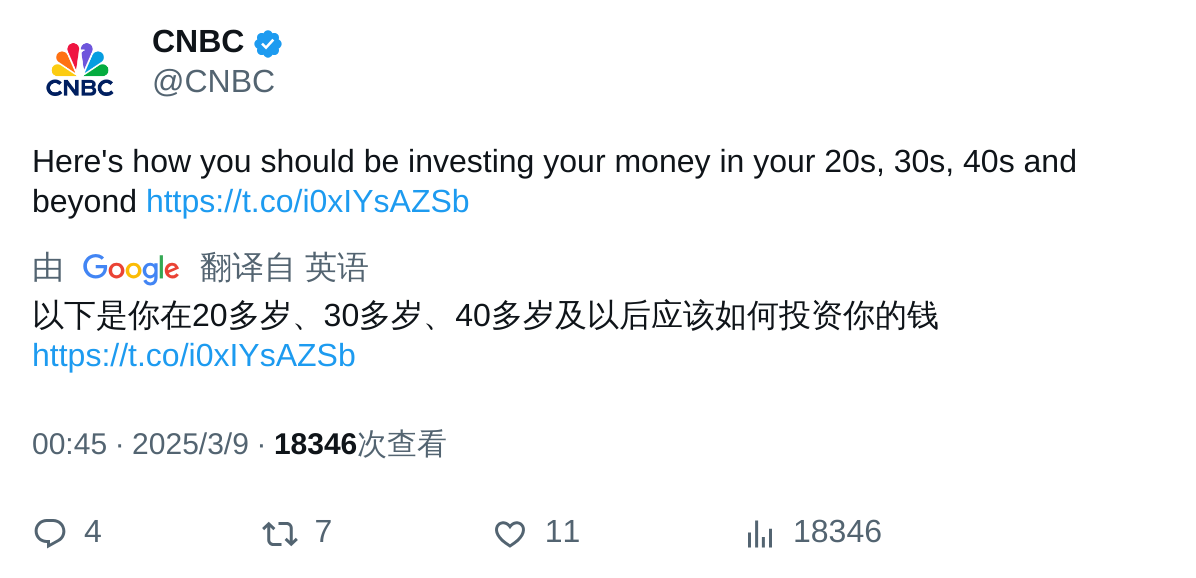 CNBC
@CNBC
CNBC
Here's how you should be investing your money in your 20s, 30s, 40s and
beyond https://t.co/i0xIYsAZSb
由 Google 翻译自 英语
以下是你在20多岁、30多岁、40多岁及以后应该如何投资你的钱
https://t.co/i0xIYsAZSb
00:45 · 2025/3/9 · 18346次查看
4 7 11 18346